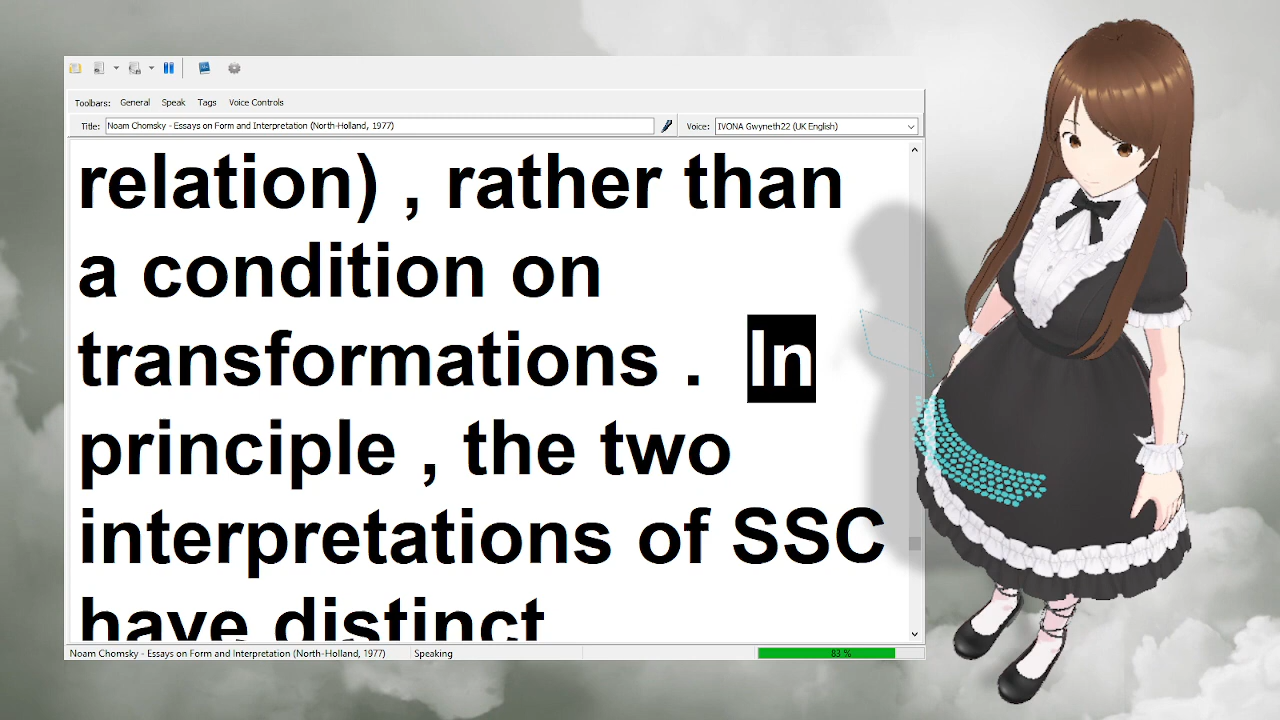 Toolbars: General Speak Tags Voice Controls
Title: Noam Chomsky - Essays on Form and Interpretation (North-Holland, 1977) Voice: IVONA Gwyneth22 (UK English)
relation) , rather than
a condition on
transformations . In
principle , the two
interpretations of SSC
have distinct
Noam Chomsky - Essays on Form and Interpretation (North-Holland, 1977) Speaking 83 %